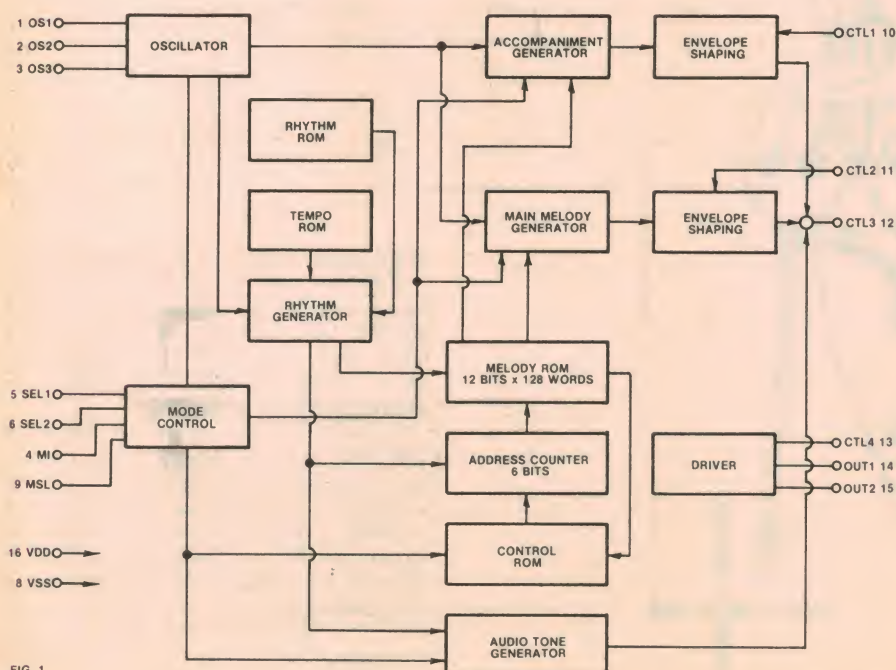 1 OS1
2 OS2
3 OS3
OSCILLATOR
ACCOMPANIMENT
GENERATOR
ENVELOPE
SHAPING
CTL1 10
RHYTHM
ROM
TEMPO
ROM
MAIN MELODY
GENERATOR
ENVELOPE
SHAPING
CTL2 11
CTL3 12
RHYTHM
GENERATOR
MELODY ROM
12 BITS x 128 WORDS
5 SEL1
6 SEL2
4 MI
9 MSL
MODE
CONTROL
ADDRESS COUNTER
6 BITS
DRIVER
CTL4 13
OUT1 14
OUT2 15
16 VDD
8 VSS
CONTROL
ROM
AUDIO TONE
GENERATOR
FIG. 1